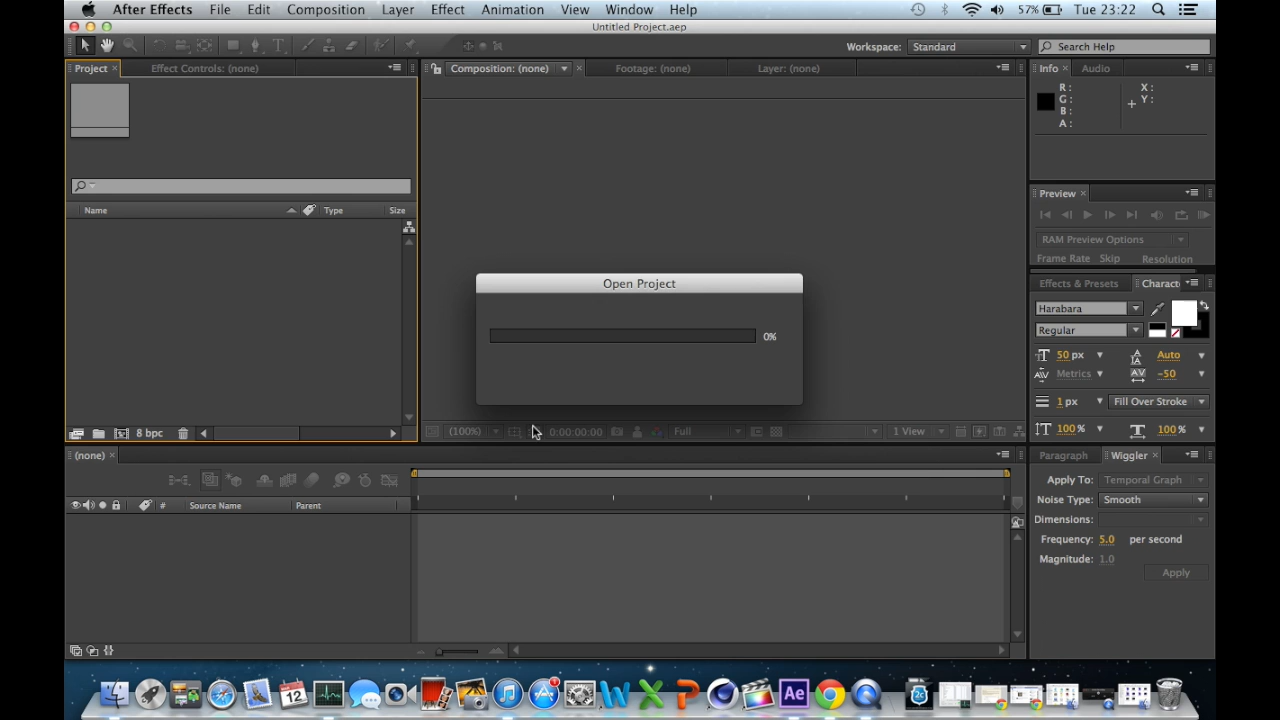 After Effects File Edit Composition Layer Effect Animation View Window Help 57% Tue 23:22
Untitled Project.aep
Workspace: Standard Search Help
Project × Effect Controls: (none) Composition: (none) × Footage: (none) Layer: (none) Info × Audio
R: X:
G: Y:
B:
A:
Name Type Size
Preview ×
RAM Preview Options
Frame Rate Skip Resolution
Open Project
0%
Effects & Presets Charact
Harabara
Regular
50 px Auto
Metrics -50
1 px Fill Over Stroke
100% 100%
8 bpc (100%) 0:00:00:00 Full 1 View
(none) × Paragraph Wiggler ×
Apply To: Temporal Graph
Noise Type: Smooth
# Source Name Parent
Dimensions:
Frequency: 5.0 per second
Magnitude: 1.0
Apply
12 1 W X P Ae